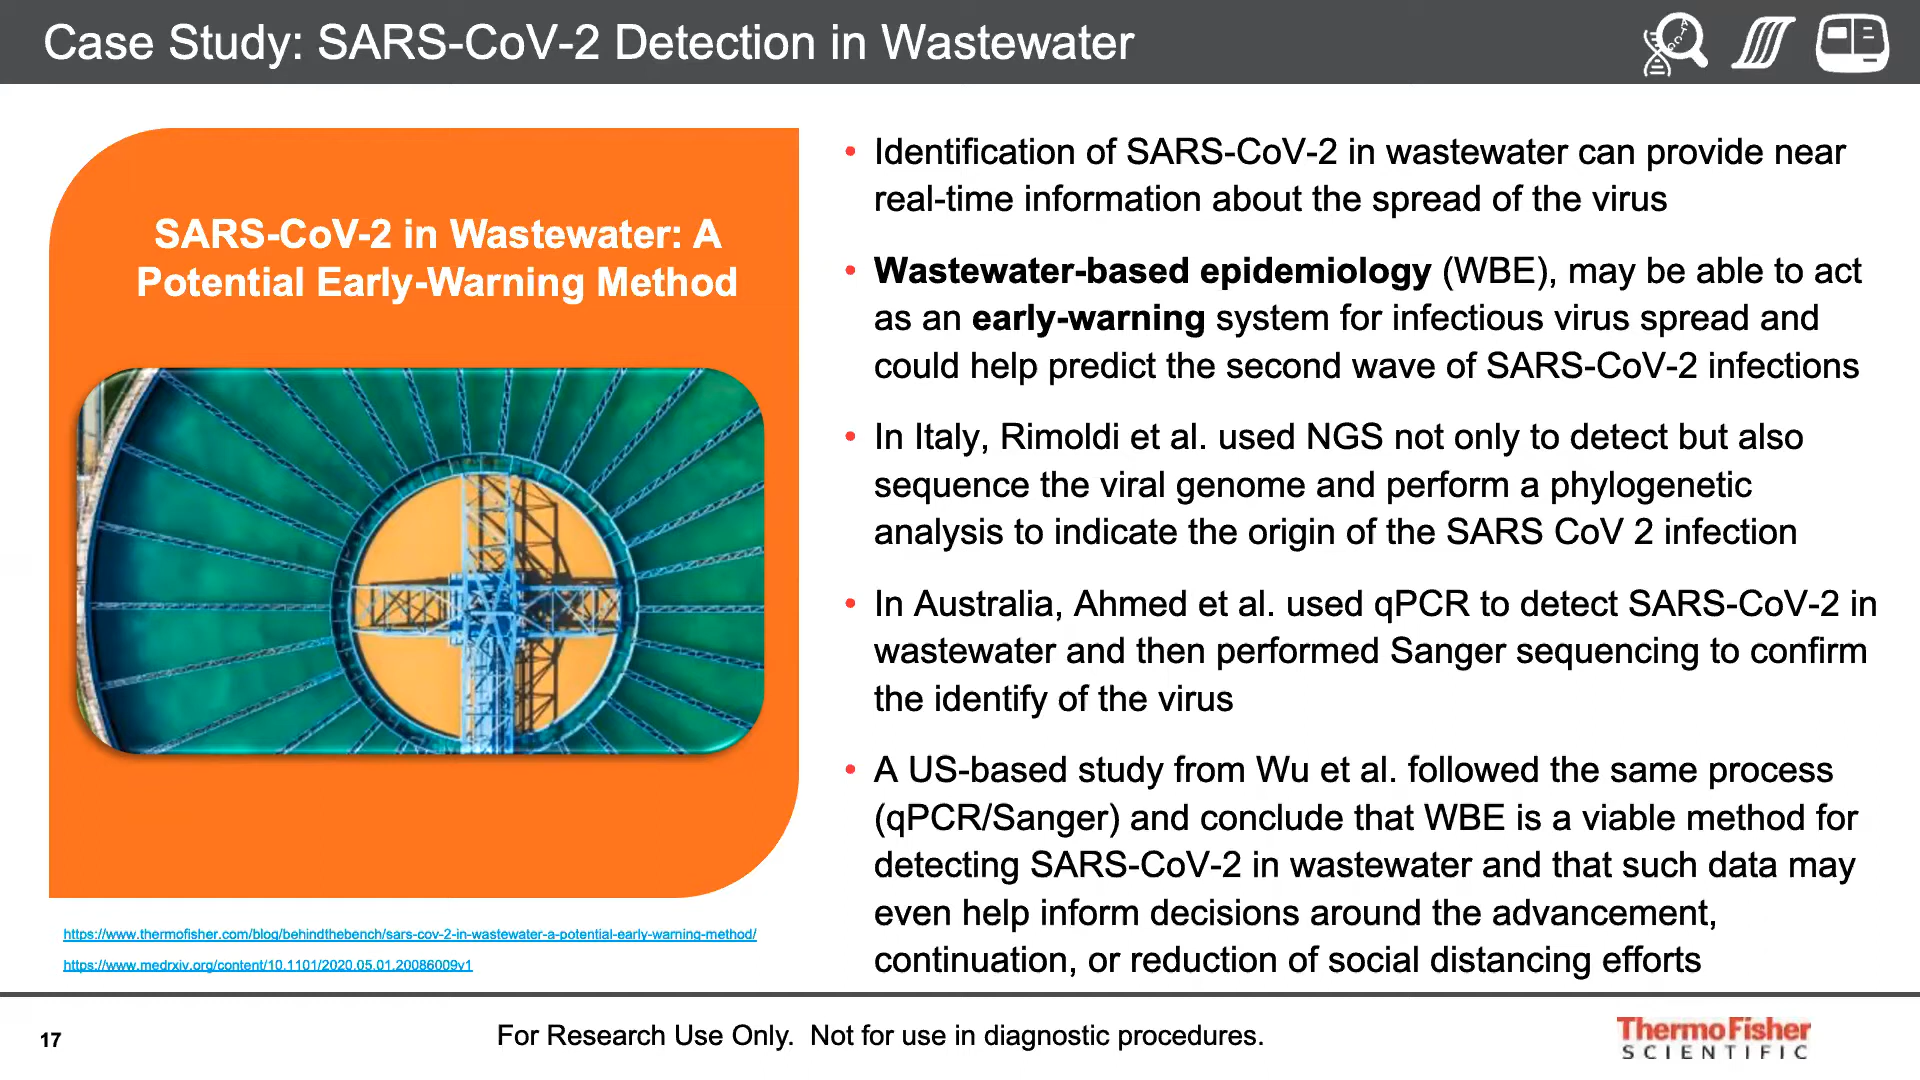 Case Study: SARS-CoV-2 Detection in Wastewater
SARS-CoV-2 in Wastewater: A
Potential Early-Warning Method
https://www.thermofisher.com/blog/behindthebench/sars-cov-2-in-wastewater-a-potential-early-warning-method/
https://www.medrxiv.org/content/10.1101/2020.05.01.20086009v1
• Identification of SARS-CoV-2 in wastewater can provide near
real-time information about the spread of the virus
• Wastewater-based epidemiology (WBE), may be able to act
as an early-warning system for infectious virus spread and
could help predict the second wave of SARS-CoV-2 infections
• In Italy, Rimoldi et al. used NGS not only to detect but also
sequence the viral genome and perform a phylogenetic
analysis to indicate the origin of the SARS CoV 2 infection
• In Australia, Ahmed et al. used qPCR to detect SARS-CoV-2 in
wastewater and then performed Sanger sequencing to confirm
the identify of the virus
• A US-based study from Wu et al. followed the same process
(qPCR/Sanger) and conclude that WBE is a viable method for
detecting SARS-CoV-2 in wastewater and that such data may
even help inform decisions around the advancement,
continuation, or reduction of social distancing efforts
17
For Research Use Only.  Not for use in diagnostic procedures.
ThermoFisher
SCIENTIFIC